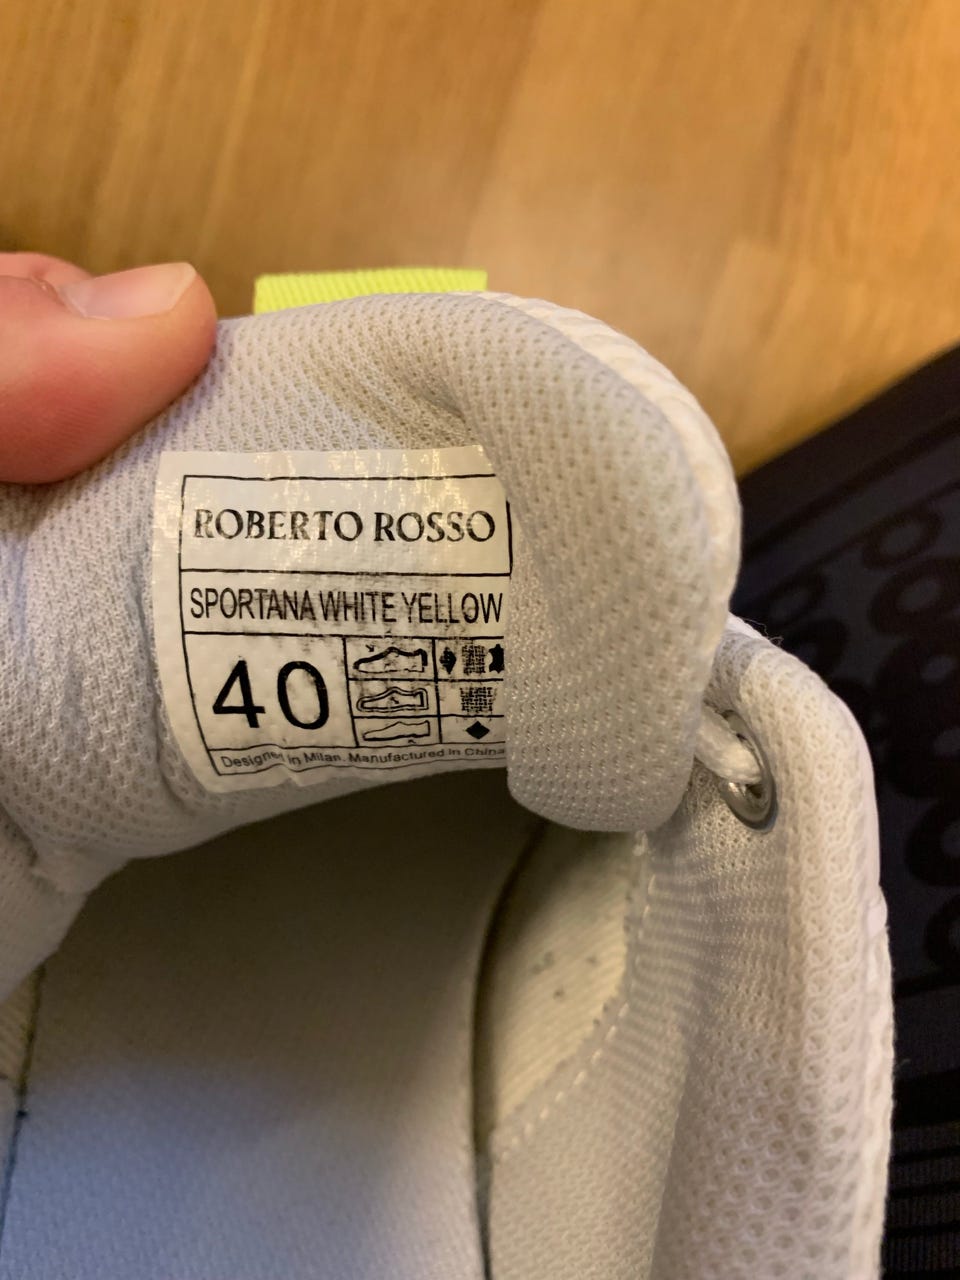 ROBERTO ROSSO
SPORTANA WHITE YELLOW
40
Designed in Milan. Manufactured in China